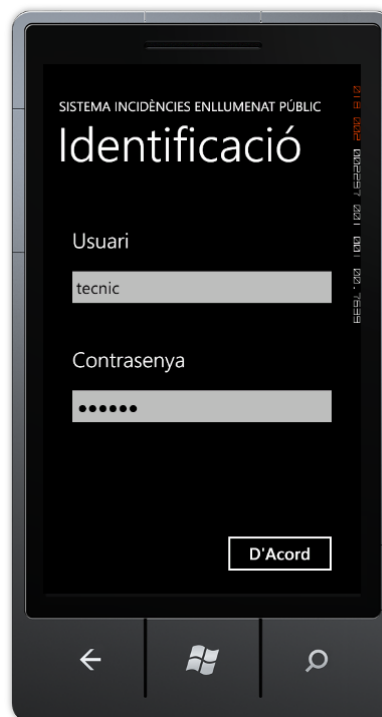 SISTEMA INCIDÈNCIES ENLLUMENAT PÚBLIC
Identificació
Usuari
tecnic
Contrasenya
●●●●●●
D'Acord